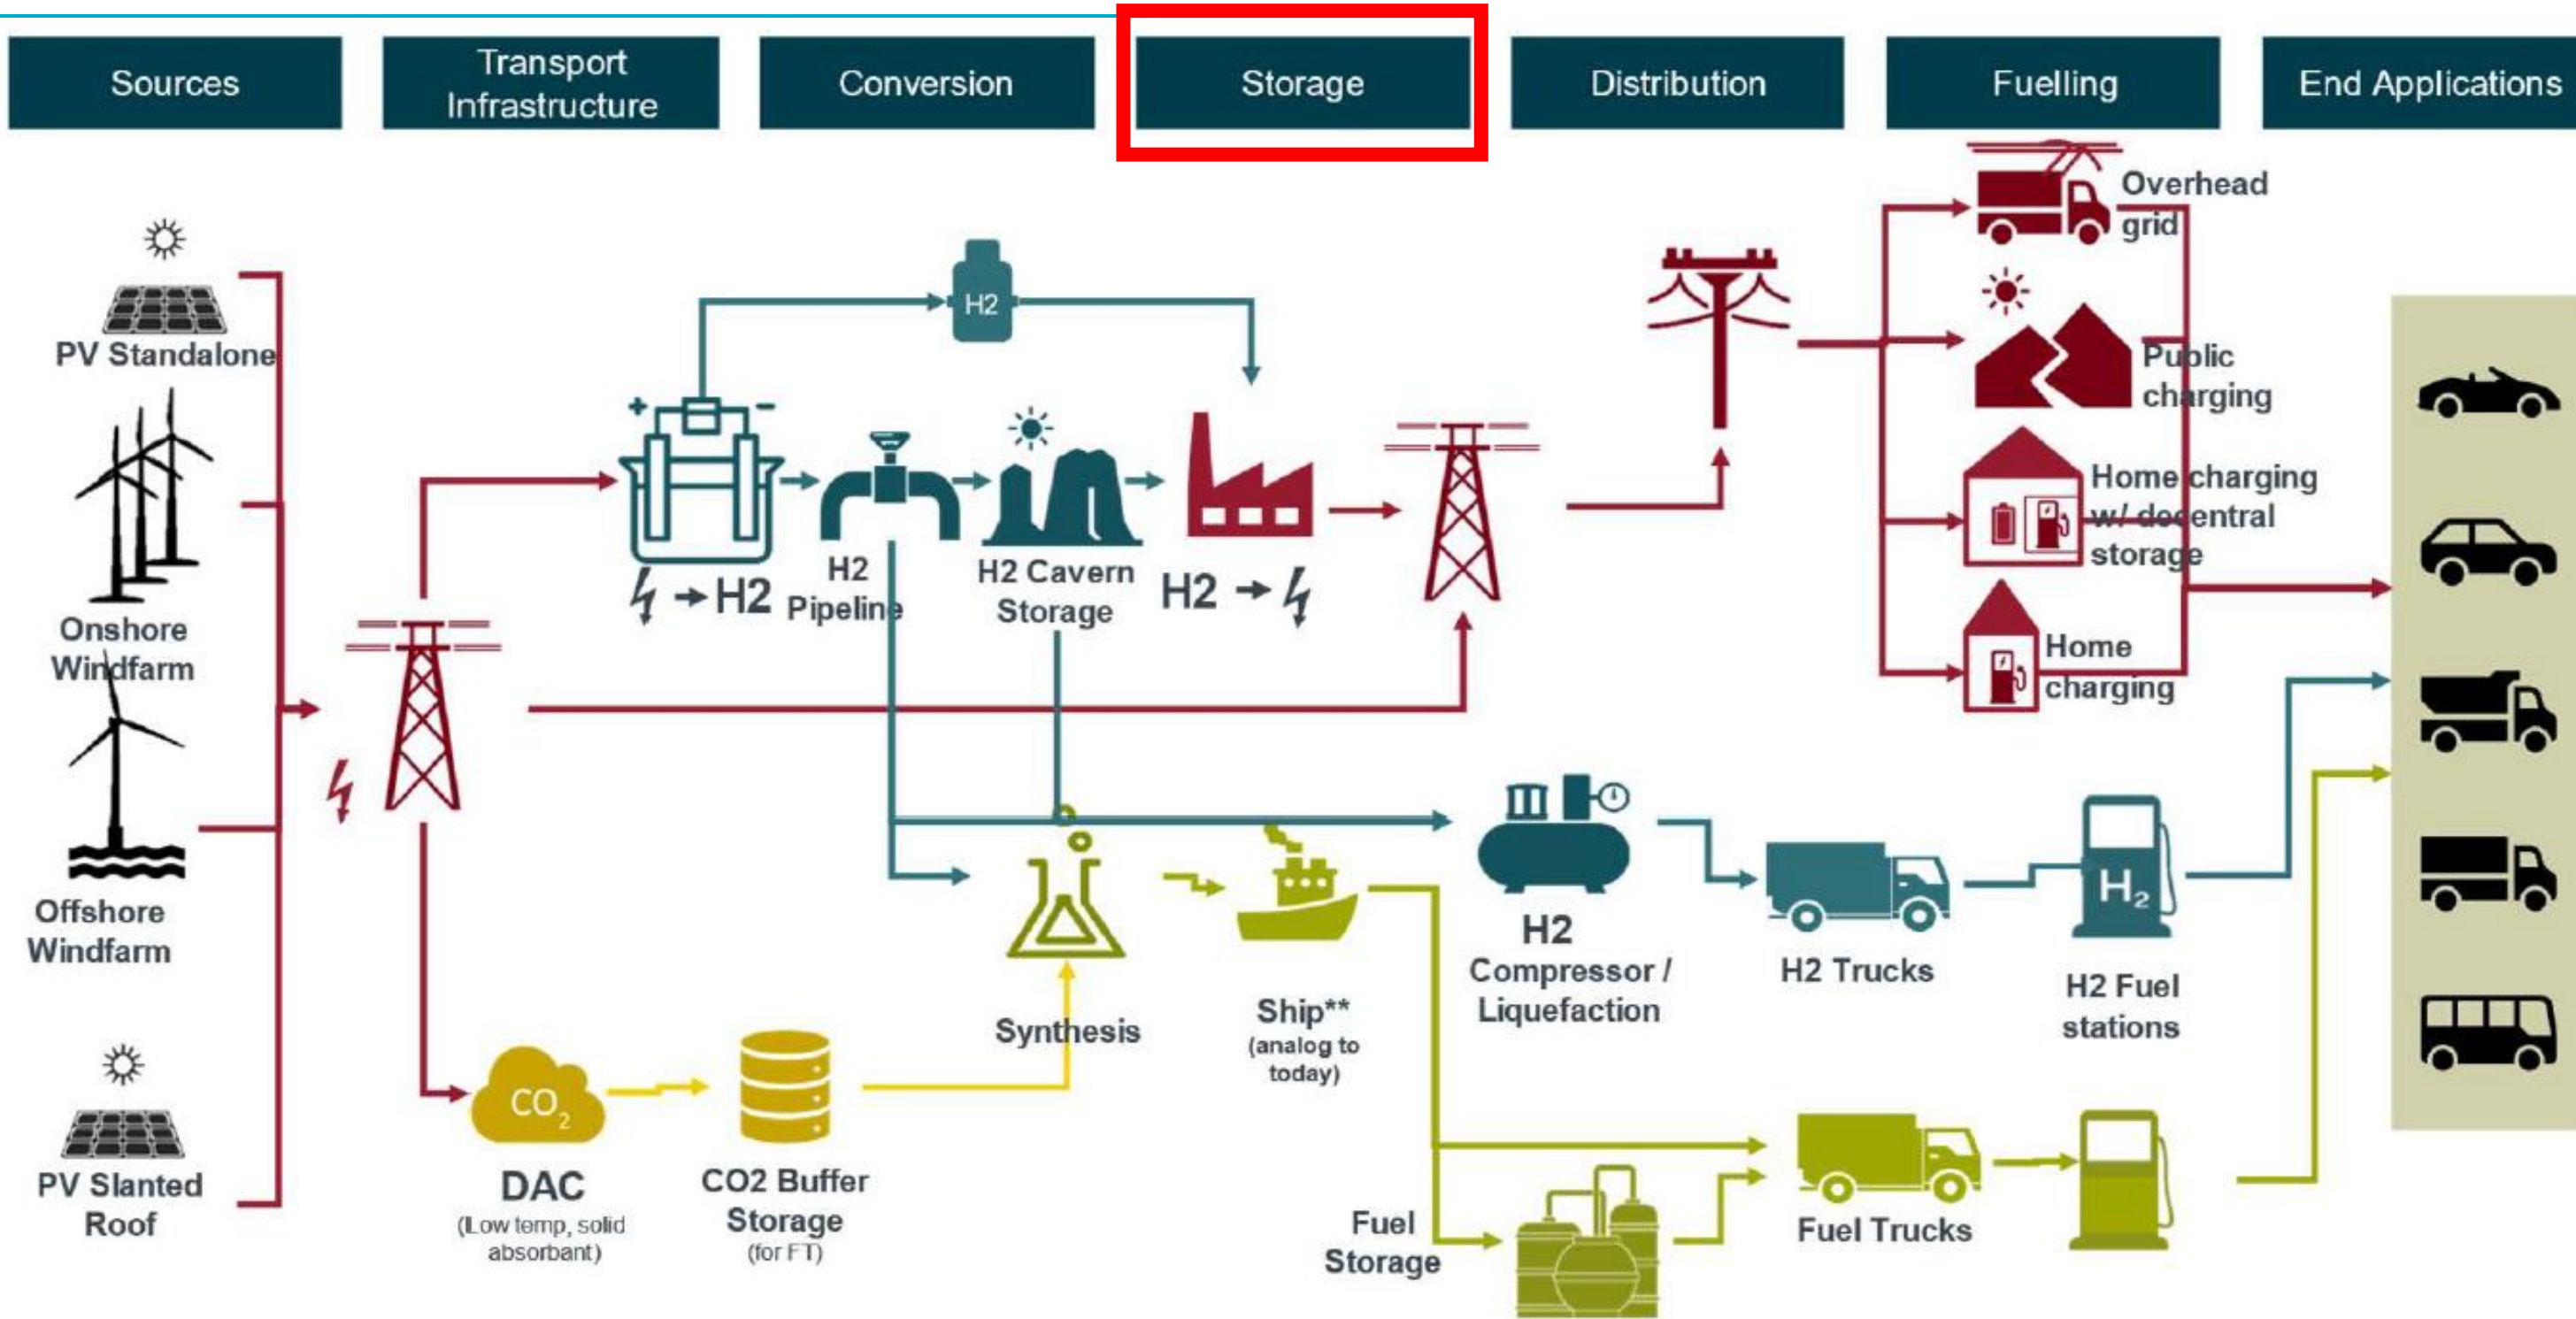 Sources
Transport
Infrastructure
Conversion
Storage
Distribution
Fuelling
End Applications
PV Standalone
Onshore
Windfarm
Offshore
Windfarm
PV Slanted
Roof
H2
+
−
→ H2
H2
Pipeline
H2 Cavern
Storage
H2 →
Overhead
grid
Public
charging
Home charging
w/ decentral
storage
Home
charging
CO2
DAC
(Low temp, solid
absorbant)
CO2 Buffer
Storage
(for FT)
Synthesis
Ship**
(analog to
today)
H2
Compressor /
Liquefaction
H2 Trucks
H2
H2 Fuel
stations
Fuel
Storage
Fuel Trucks